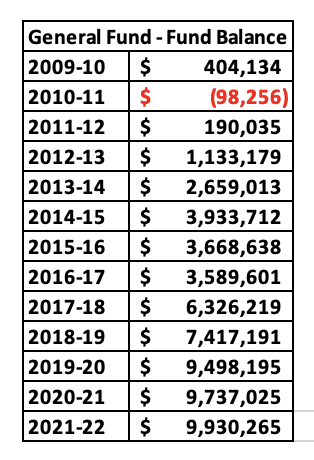 General Fund - Fund Balance
2009-10 $ 404,134
2010-11 $ (98,256)
2011-12 $ 190,035
2012-13 $ 1,133,179
2013-14 $ 2,659,013
2014-15 $ 3,933,712
2015-16 $ 3,668,638
2016-17 $ 3,589,601
2017-18 $ 6,326,219
2018-19 $ 7,417,191
2019-20 $ 9,498,195
2020-21 $ 9,737,025
2021-22 $ 9,930,265